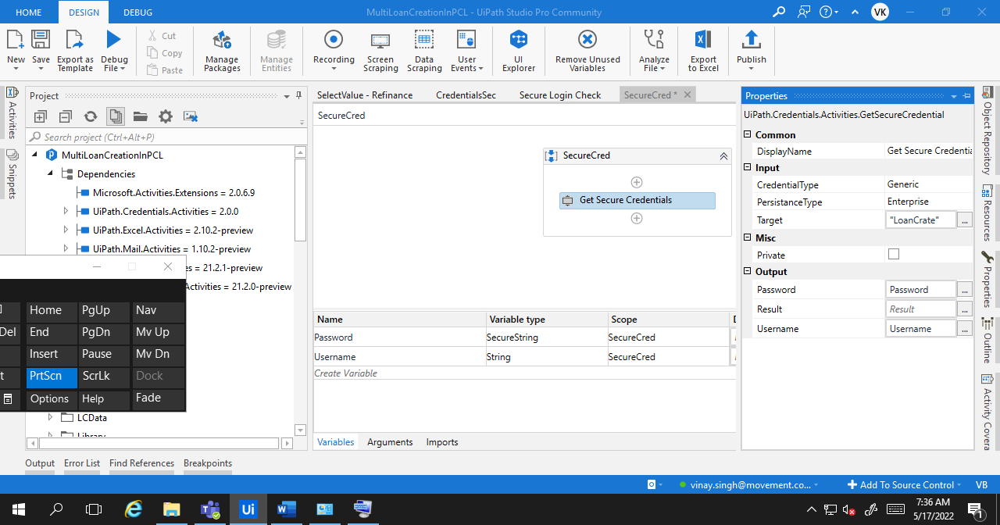 HOME DESIGN DEBUG MultiLoanCreationInPCL - UiPath Studio Pro Community VK
New Save Export as Template Debug File Cut Copy Paste Manage Packages Manage Entities Recording Screen Scraping Data Scraping User Events UI Explorer Remove Unused Variables Analyze File Export to Excel Publish
Activities
Snippets
Project
Search project (Ctrl+Alt+P)
MultiLoanCreationInPCL
Dependencies
Microsoft.Activities.Extensions = 2.0.6.9
UiPath.Credentials.Activities = 2.0.0
UiPath.Excel.Activities = 2.10.2-preview
UiPath.Mail.Activities = 1.10.2-preview
es = 21.2.1-preview
Activities = 21.2.0-preview
Home PgUp Nav
Del End PgDn Mv Up
Insert Pause Mv Dn
t PrtScn ScrLk Dock
Options Help Fade
LCData
Library
SelectValue - Refinance CredentialsSec Secure Login Check SecureCred *
SecureCred
SecureCred
Get Secure Credentials
Name Variable type Scope D
Password SecureString SecureCred
Username String SecureCred
Create Variable
Variables Arguments Imports
Properties
UiPath.Credentials.Activities.GetSecureCredential
Common
DisplayName Get Secure Credentia
Input
CredentialType Generic
PersistanceType Enterprise
Target "LoanCrate" ...
Misc
Private
Output
Password Password ...
Result Result ...
Username Username ...
Object Repository
Resources
Properties
Outline
Activity Covera
Output Error List Find References Breakpoints
vinay.singh@movement.co... Add To Source Control VB
Ui W
7:36 AM
5/17/2022
1